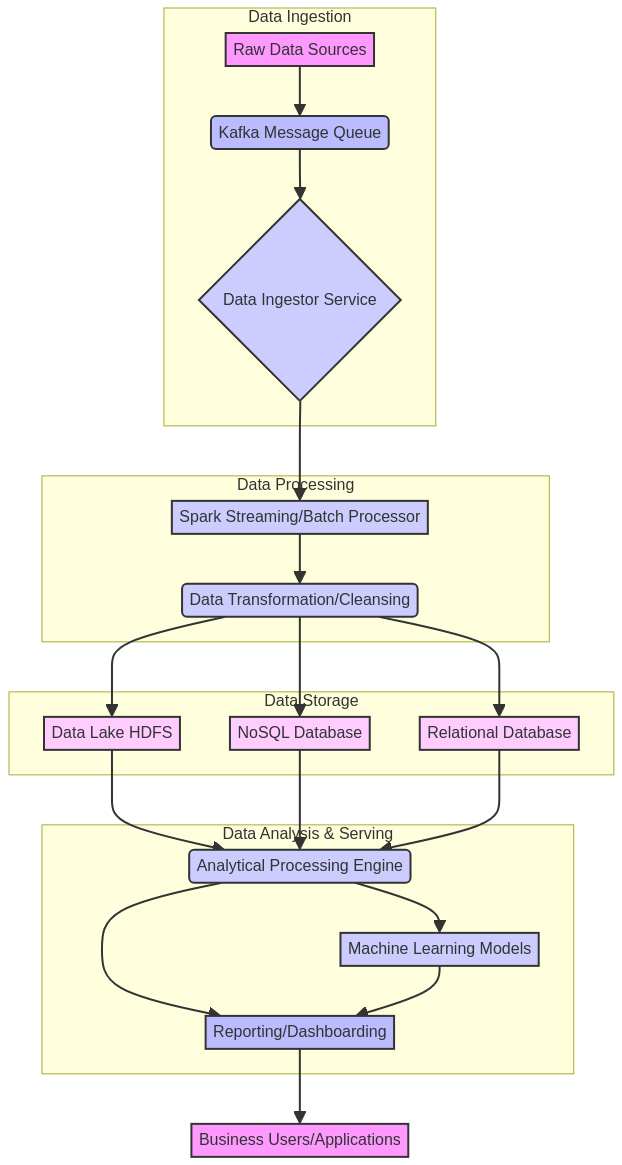 Data Ingestion
Raw Data Sources
Kafka Message Queue
Data Ingestor Service
Data Processing
Spark Streaming/Batch Processor
Data Transformation/Cleansing
Data Storage
Data Lake HDFS
NoSQL Database
Relational Database
Data Analysis & Serving
Analytical Processing Engine
Machine Learning Models
Reporting/Dashboarding
Business Users/Applications